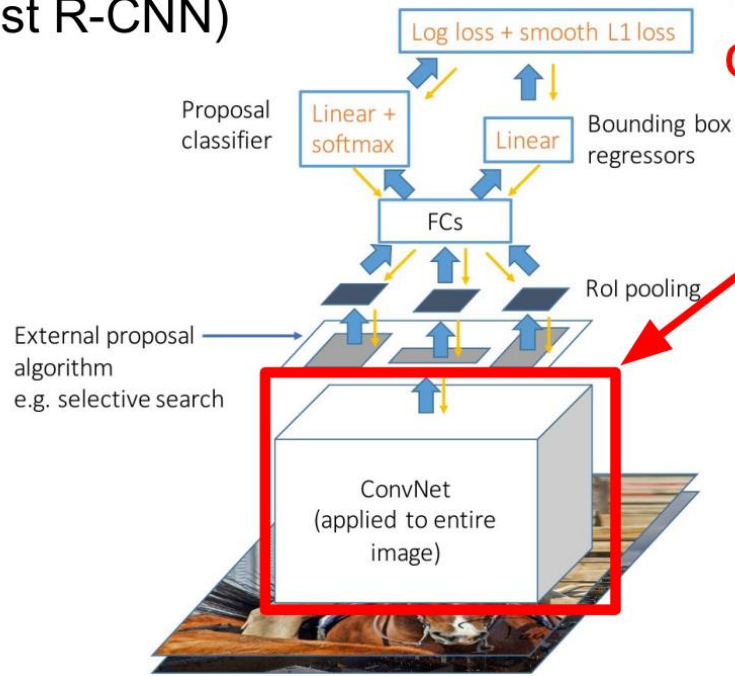 st R-CNN)
Log loss + smooth L1 loss
Proposal
classifier
Linear +
softmax
Linear
Bounding box
regressors
FCs
RoI pooling
External proposal
algorithm
e.g. selective search
ConvNet
(applied to entire
image)